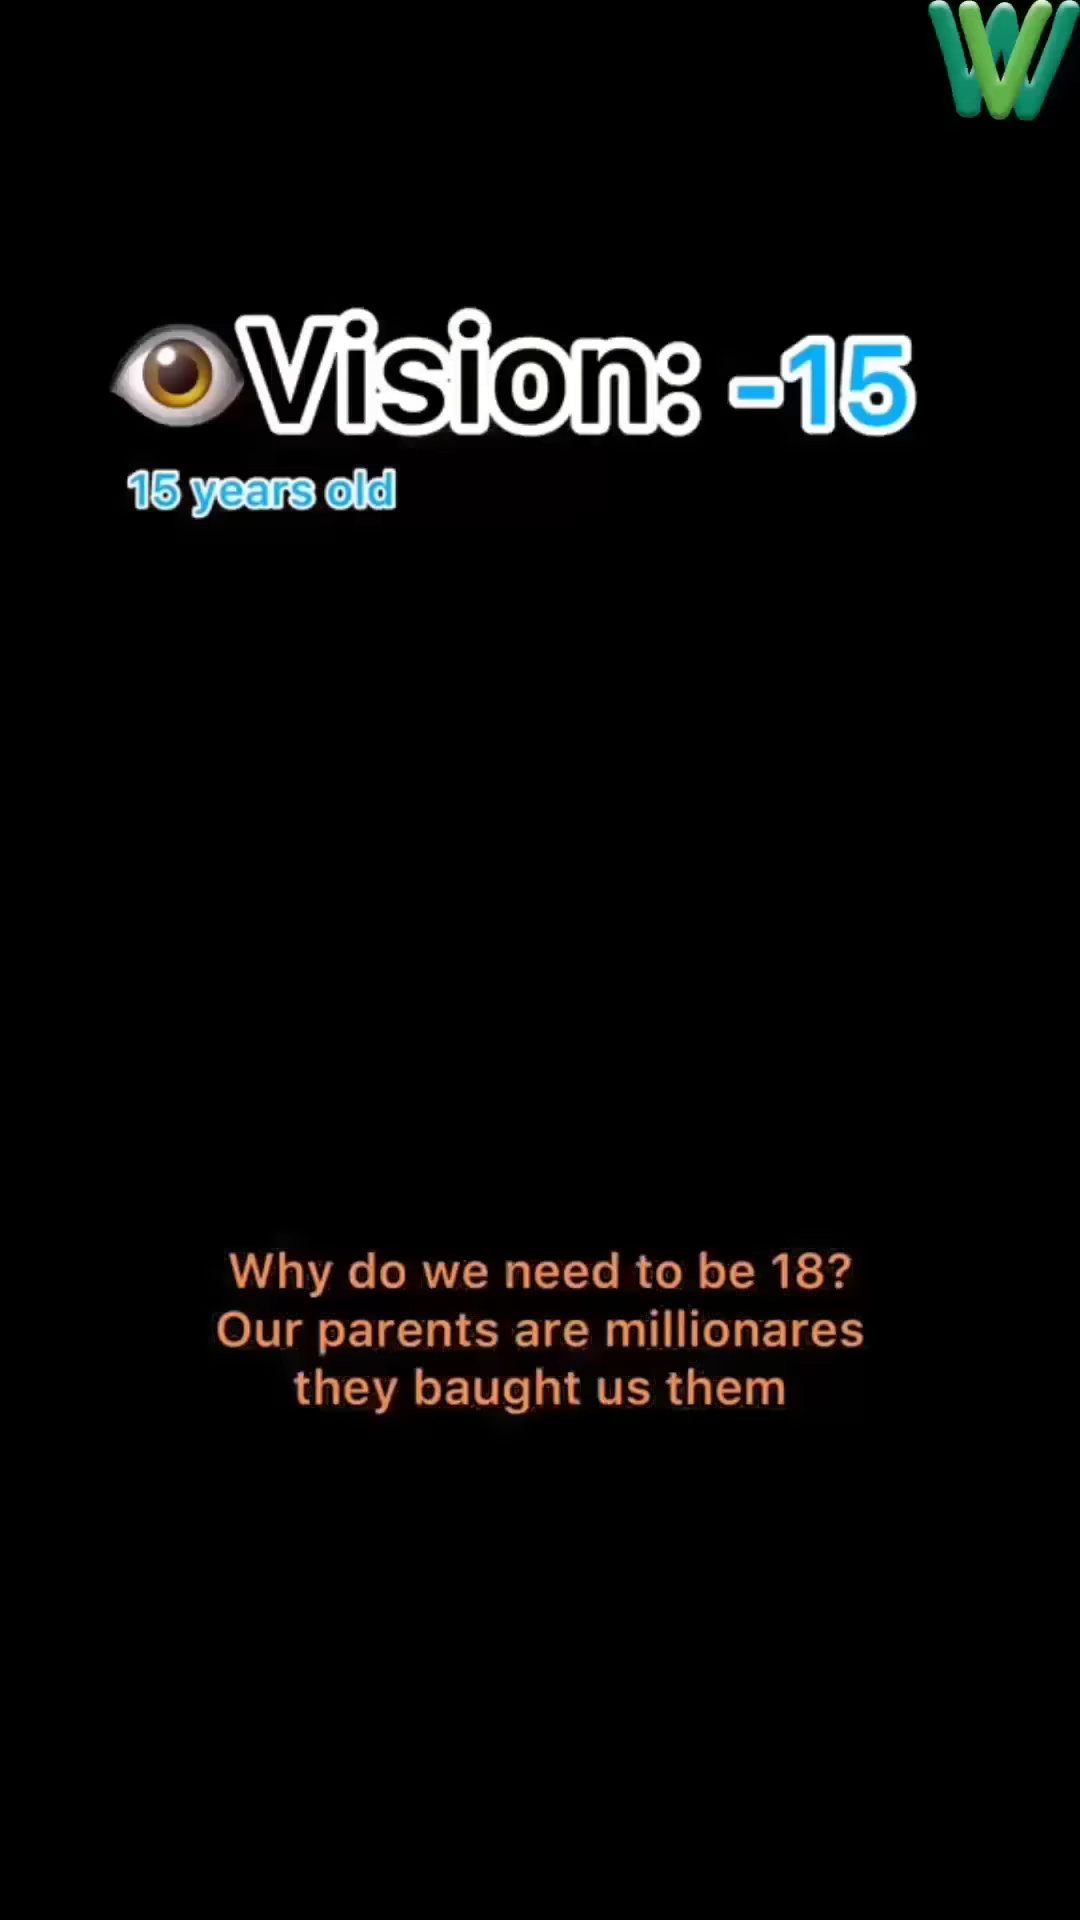 W
👁Vision: -15
15 years old
Why do we need to be 18?
Our parents are millionares
they baught us them